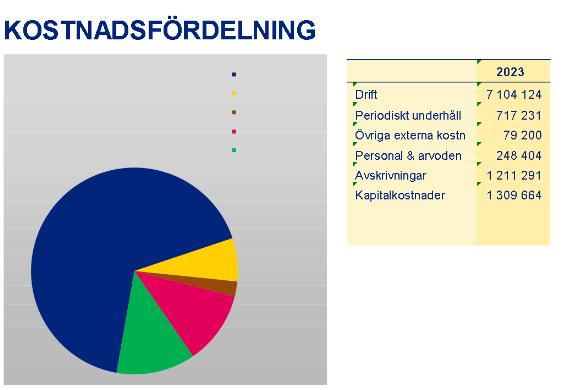 KOSTNADSFÖRDELNING
2023
Drift 7 104 124
Periodiskt underhåll 717 231
Övriga externa kostn 79 200
Personal & arvoden 248 404
Avskrivningar 1 211 291
Kapitalkostnader 1 309 664